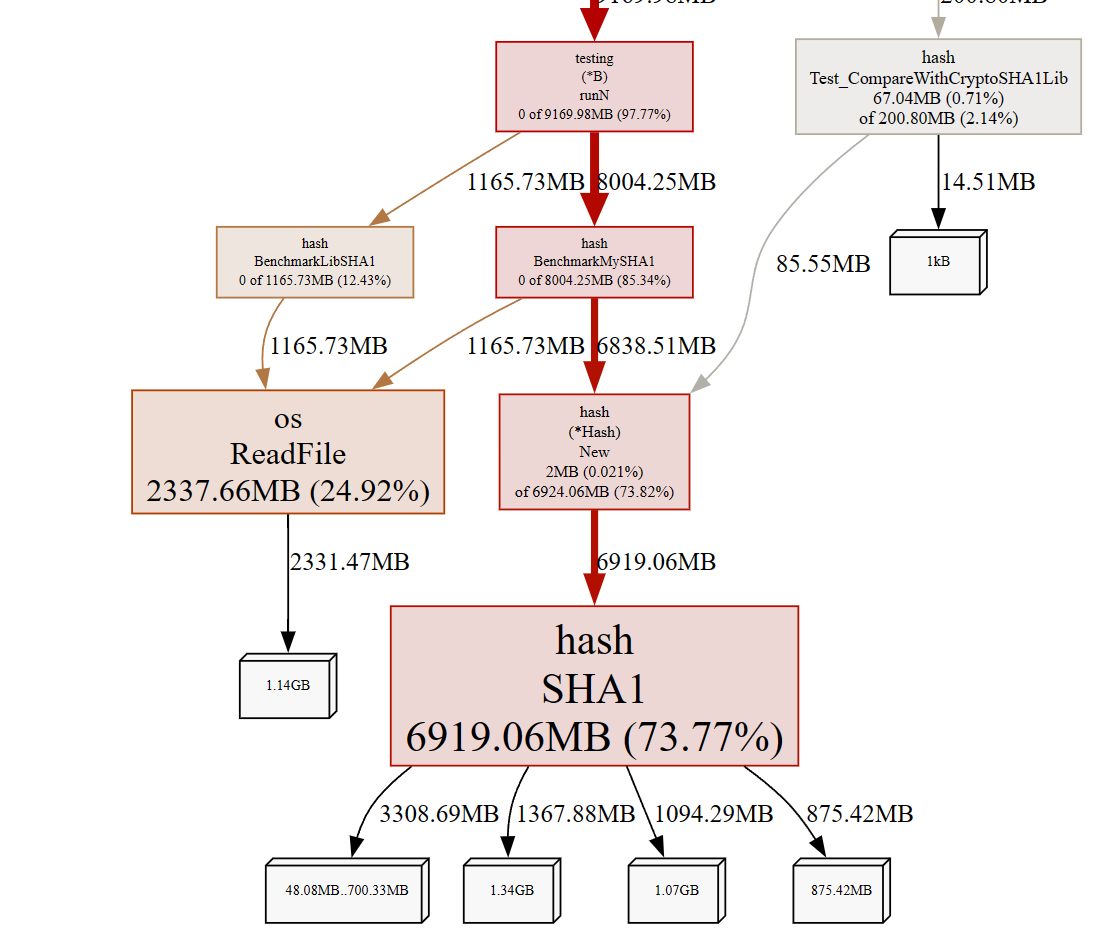 9169.98MB
200.80MB
testing
(*B)
runN
0 of 9169.98MB (97.77%)
hash
Test_CompareWithCryptoSHA1Lib
67.04MB (0.71%)
of 200.80MB (2.14%)
1165.73MB
8004.25MB
14.51MB
hash
BenchmarkLibSHA1
0 of 1165.73MB (12.43%)
hash
BenchmarkMySHA1
0 of 8004.25MB (85.34%)
85.55MB
1kB
1165.73MB
1165.73MB
6838.51MB
os
ReadFile
2337.66MB (24.92%)
hash
(*Hash)
New
2MB (0.021%)
of 6924.06MB (73.82%)
2331.47MB
6919.06MB
1.14GB
hash
SHA1
6919.06MB (73.77%)
3308.69MB
1367.88MB
1094.29MB
875.42MB
48.08MB..700.33MB
1.34GB
1.07GB
875.42MB